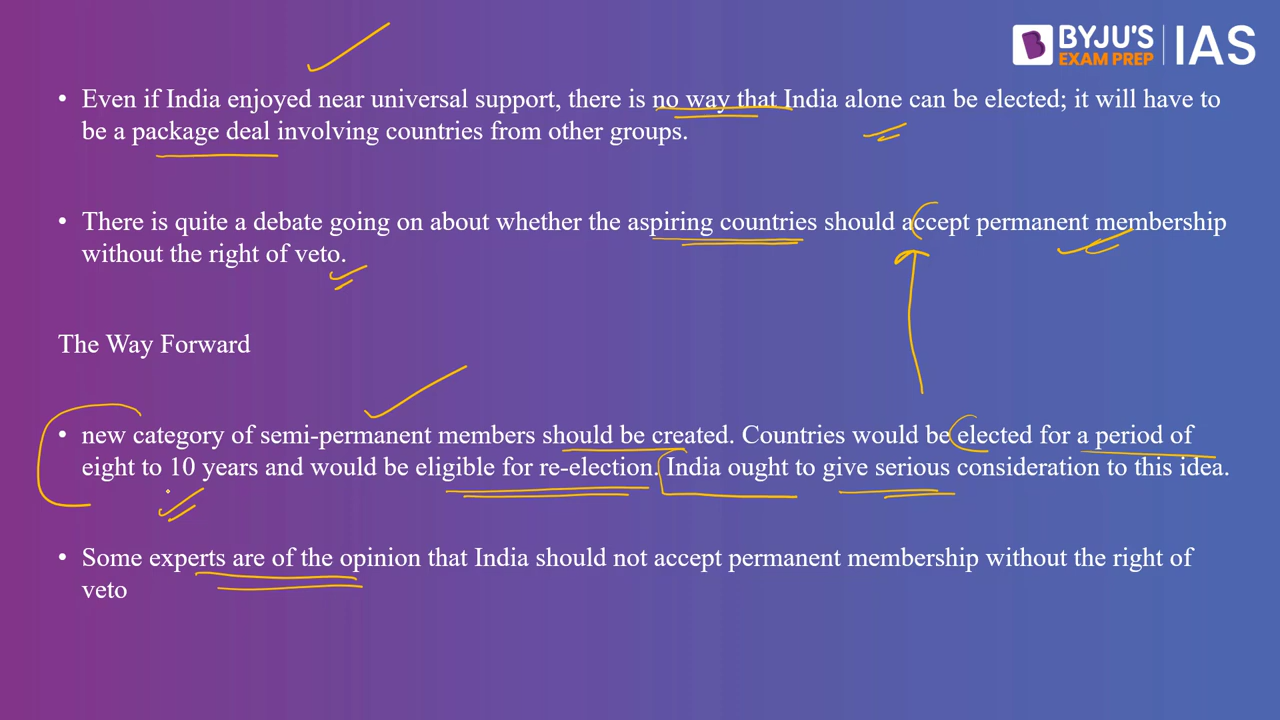 BYJU'S
EXAM PREP
IAS
• Even if India enjoyed near universal support, there is no way that India alone can be elected; it will have to
be a package deal involving countries from other groups.
• There is quite a debate going on about whether the aspiring countries should accept permanent membership
without the right of veto.
The Way Forward
• new category of semi-permanent members should be created. Countries would be elected for a period of
eight to 10 years and would be eligible for re-election. India ought to give serious consideration to this idea.
• Some experts are of the opinion that India should not accept permanent membership without the right of
veto